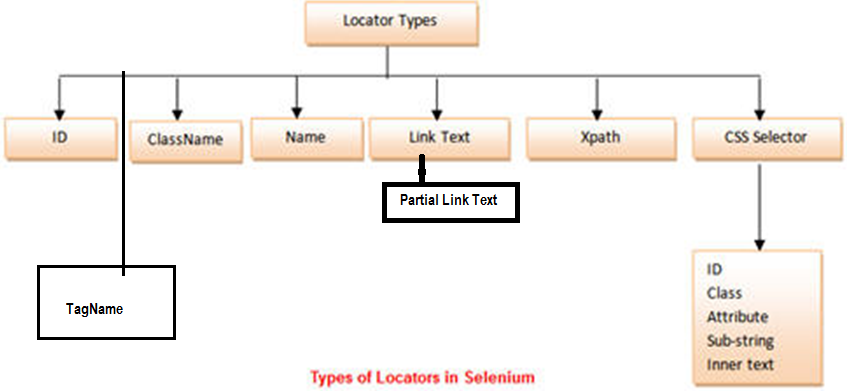 Locator Types
ID
ClassName
Name
Link Text
Xpath
CSS Selector
Partial Link Text
TagName
ID
Class
Attribute
Sub-string
Inner text
Types of Locators in Selenium